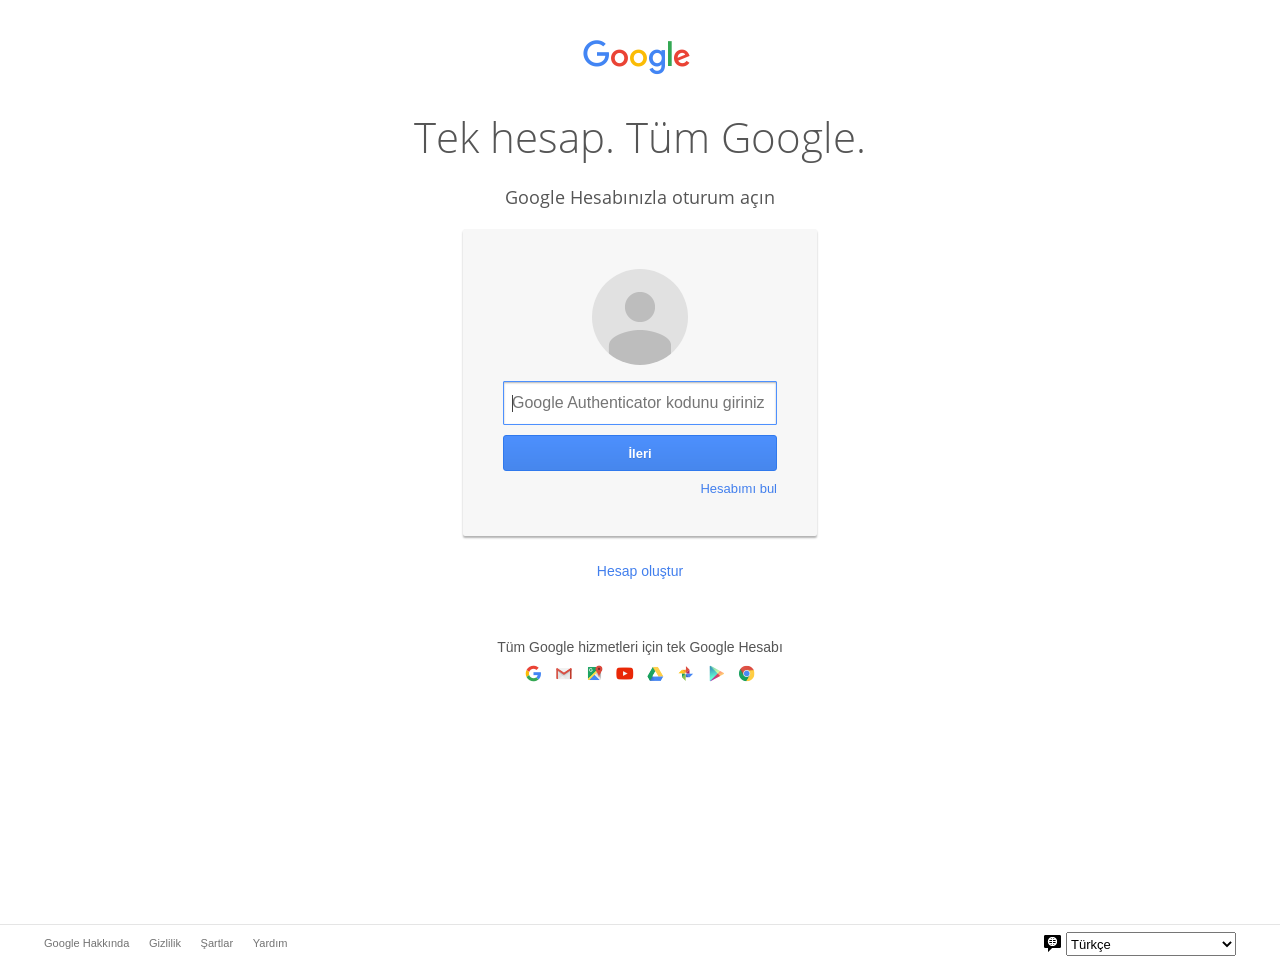 Google
Tek hesap. Tüm Google.
Google Hesabınızla oturum açın
Google Authenticator kodunu giriniz
İleri
Hesabımı bul
Hesap oluştur
Tüm Google hizmetleri için tek Google Hesabı
Google Hakkında Gizlilik Şartlar Yardım Türkçe